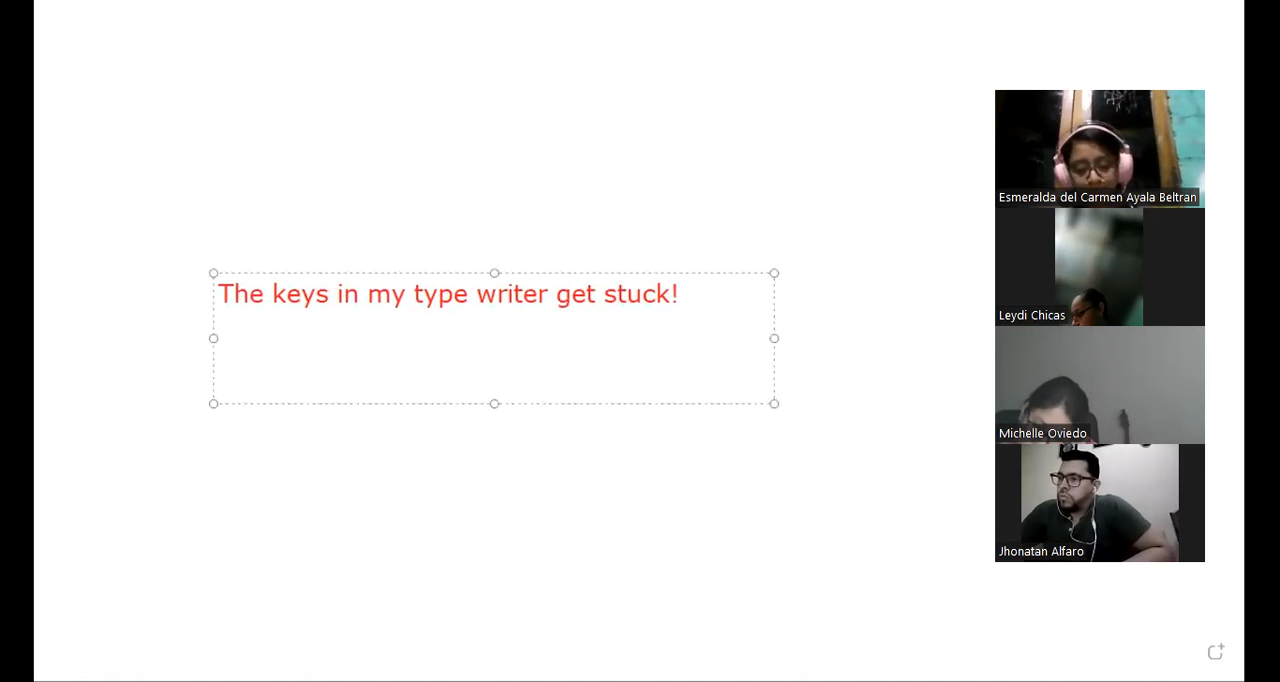 The keys in my type writer get stuck!
Esmeralda del Carmen Ayala Beltran
Leydi Chicas
Michelle Oviedo
Jhonatan Alfaro